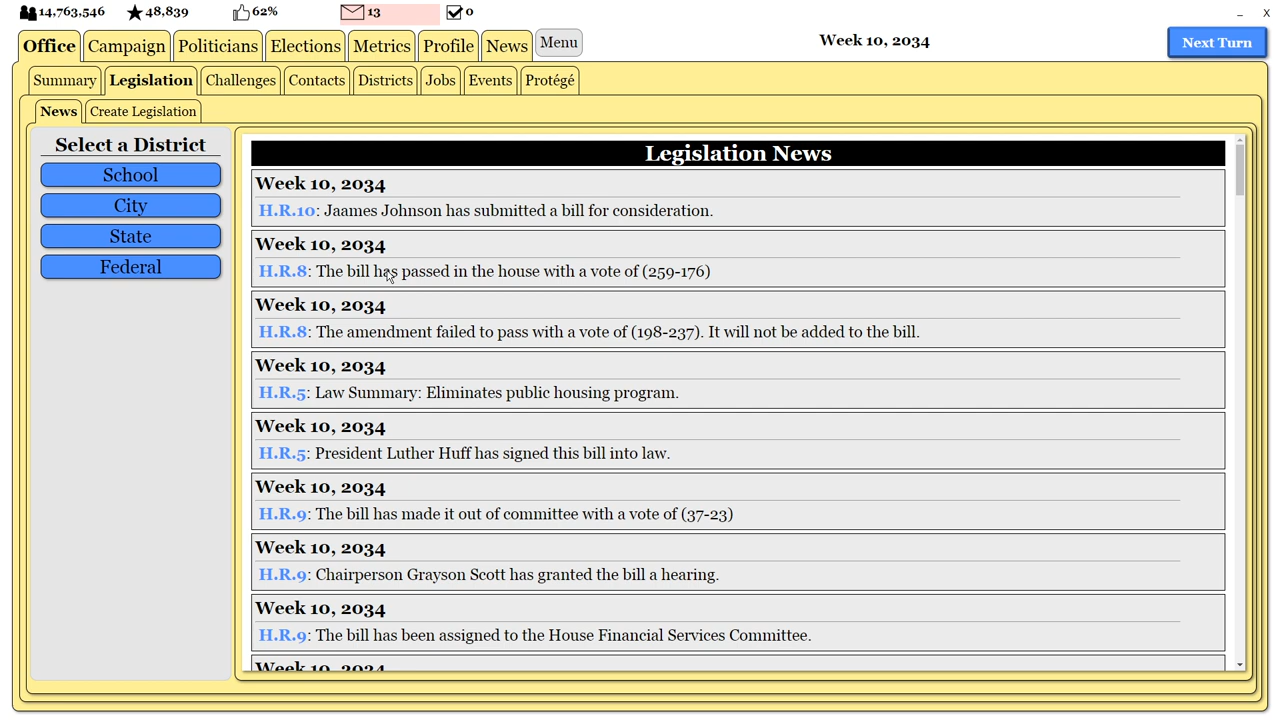 14,763,546 48,839 62% 13 0
_ X
Office Campaign Politicians Elections Metrics Profile News Menu
Week 10, 2034
Next Turn
Summary Legislation Challenges Contacts Districts Jobs Events Protégé
News Create Legislation
Select a District
School
City
State
Federal
Legislation News
Week 10, 2034
H.R.10: Jaames Johnson has submitted a bill for consideration.
Week 10, 2034
H.R.8: The bill has passed in the house with a vote of (259-176)
Week 10, 2034
H.R.8: The amendment failed to pass with a vote of (198-237). It will not be added to the bill.
Week 10, 2034
H.R.5: Law Summary: Eliminates public housing program.
Week 10, 2034
H.R.5: President Luther Huff has signed this bill into law.
Week 10, 2034
H.R.9: The bill has made it out of committee with a vote of (37-23)
Week 10, 2034
H.R.9: Chairperson Grayson Scott has granted the bill a hearing.
Week 10, 2034
H.R.9: The bill has been assigned to the House Financial Services Committee.
Week 10, 2034